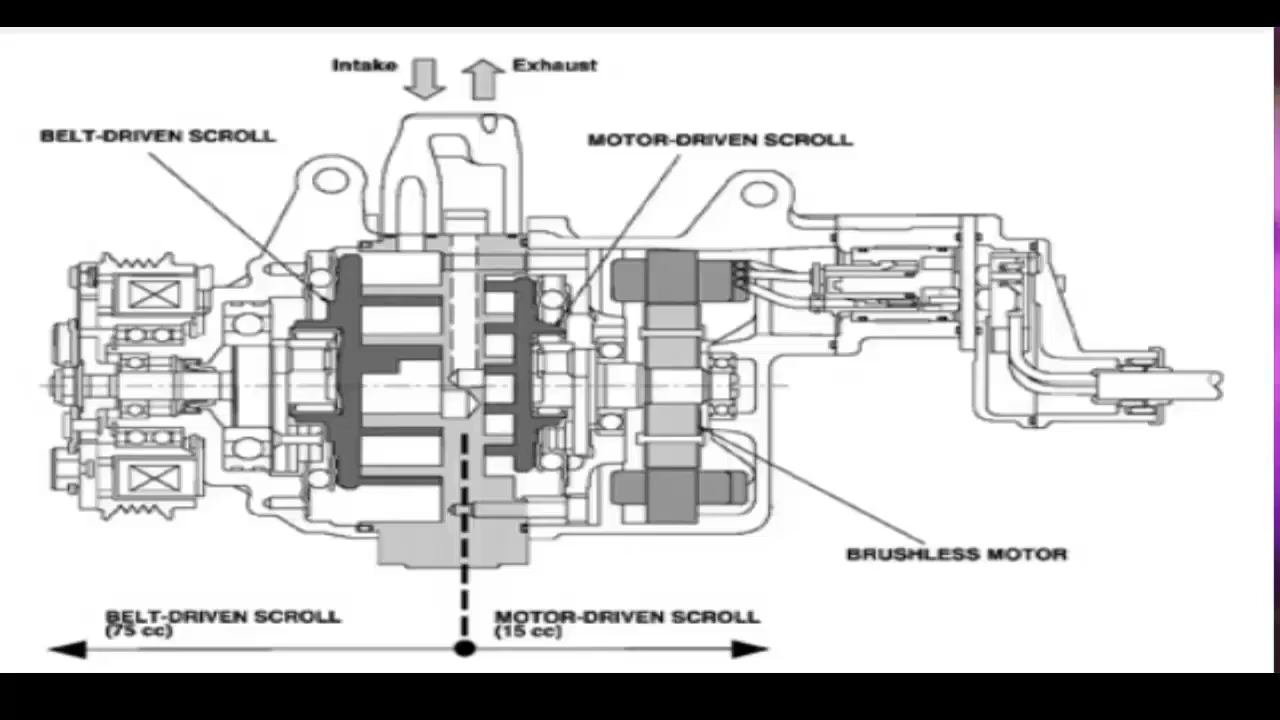 Intake
Exhaust
BELT-DRIVEN SCROLL
MOTOR-DRIVEN SCROLL
BRUSHLESS MOTOR
BELT-DRIVEN SCROLL
(75 cc)
MOTOR-DRIVEN SCROLL
(15 cc)